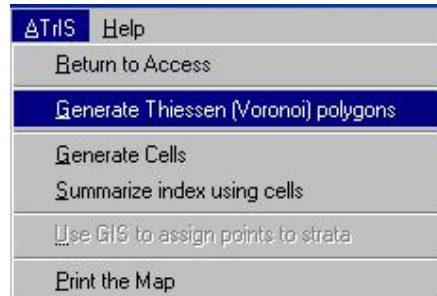 ATrIS Help
Return to Access
Generate Thiessen (Voronoi) polygons
Generate Cells
Summarize index using cells
Use GIS to assign points to strata
Print the Map